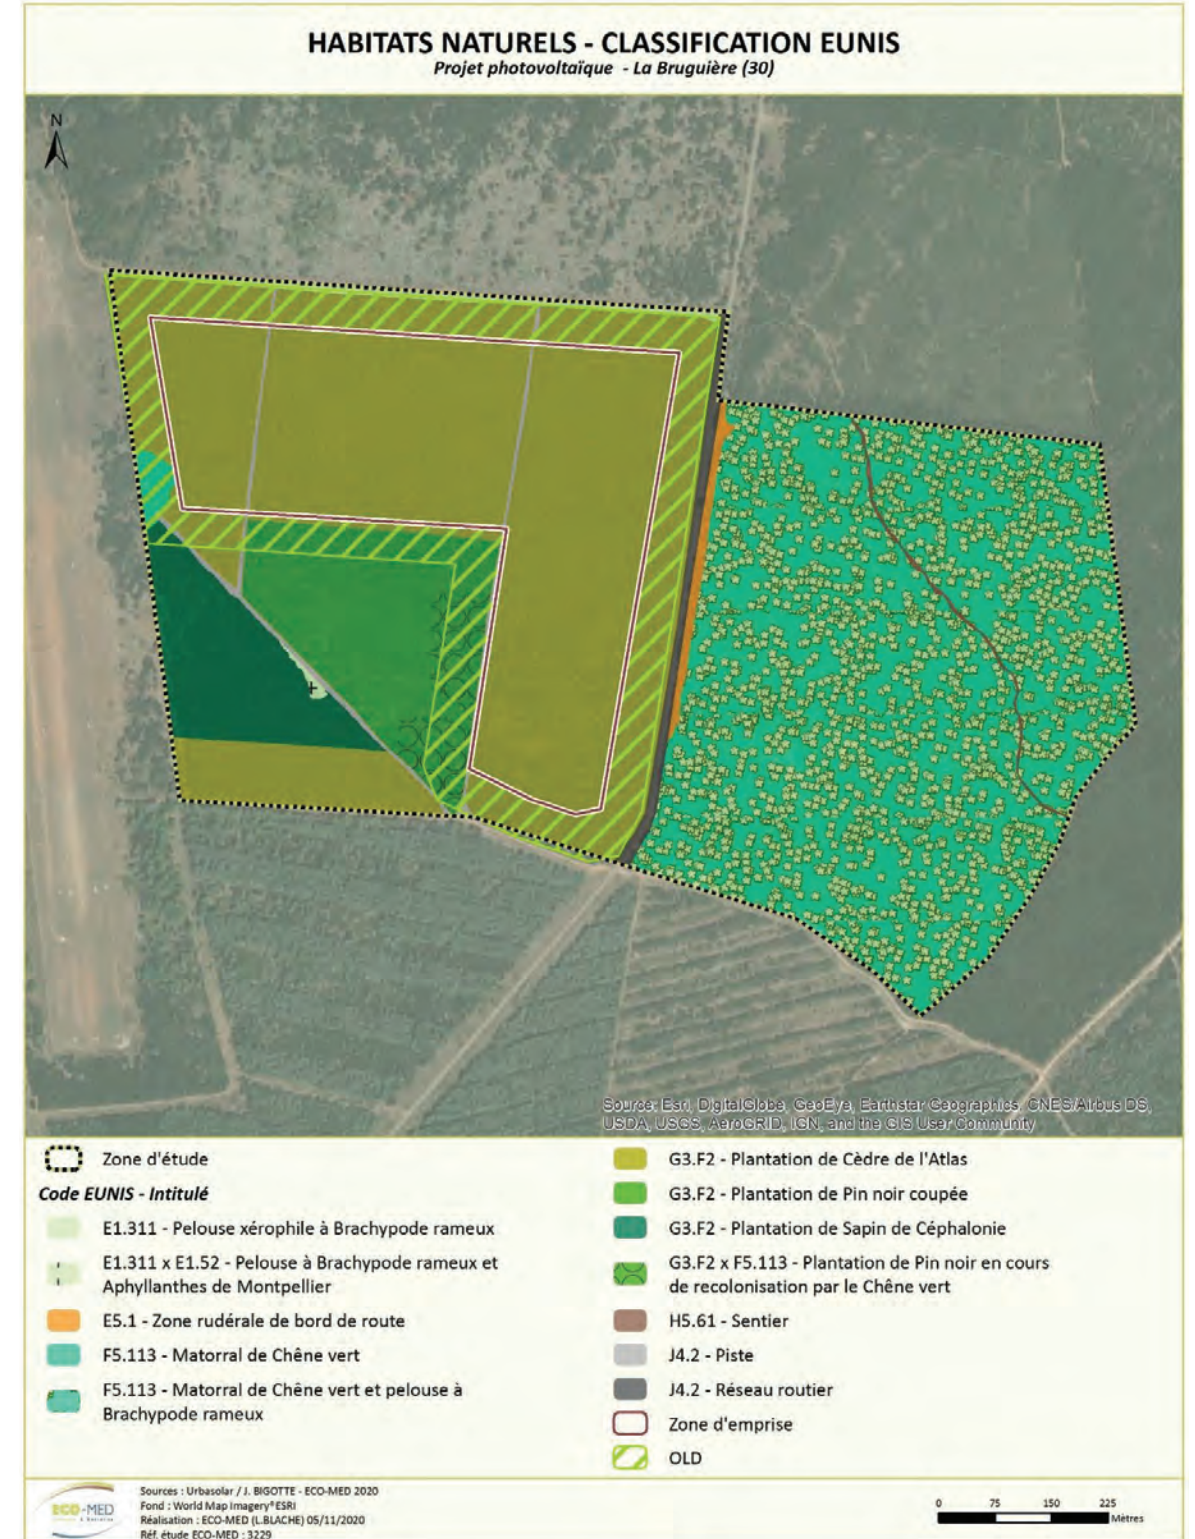 HABITATS NATURELS - CLASSIFICATION EUNIS
Projet photovoltaïque - La Bruguière (30)
N
Source: Esri, DigitalGlobe, GeoEye, Earthstar Geographics, CNES/Airbus DS,
USDA, USGS, AeroGRID, IGN, and the GIS User Community
Zone d'étude
Code EUNIS - Intitulé
E1.311 - Pelouse xérophile à Brachypode rameux
E1.311 x E1.52 - Pelouse à Brachypode rameux et
Aphyllanthes de Montpellier
E5.1 - Zone rudérale de bord de route
F5.113 - Matorral de Chêne vert
F5.113 - Matorral de Chêne vert et pelouse à
Brachypode rameux
G3.F2 - Plantation de Cèdre de l'Atlas
G3.F2 - Plantation de Pin noir coupée
G3.F2 - Plantation de Sapin de Céphalonie
G3.F2 x F5.113 - Plantation de Pin noir en cours
de recolonisation par le Chêne vert
H5.61 - Sentier
J4.2 - Piste
J4.2 - Réseau routier
Zone d'emprise
OLD
ECO-MED
Sources : Urbasolar / J. BIGOTTE - ECO-MED 2020
Fond : World Map Imagery®ESRI
Réalisation : ECO-MED (L.BLACHE) 05/11/2020
Réf. étude ECO-MED : 3229
0 75 150 225
Mètres